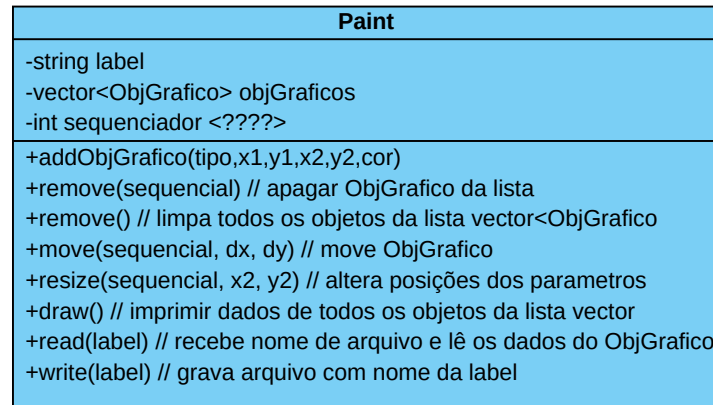 Paint
-string label
-vector<ObjGrafico> objGraficos
-int sequenciador <????>
+addObjGrafico(tipo,x1,y1,x2,y2,cor)
+remove(sequencial) // apagar ObjGrafico da lista
+remove() // limpa todos os objetos da lista vector<ObjGrafico
+move(sequencial, dx, dy) // move ObjGrafico
+resize(sequencial, x2, y2) // altera posições dos parametros
+draw() // imprimir dados de todos os objetos da lista vector
+read(label) // recebe nome de arquivo e lê os dados do ObjGrafico
+write(label) // grava arquivo com nome da label